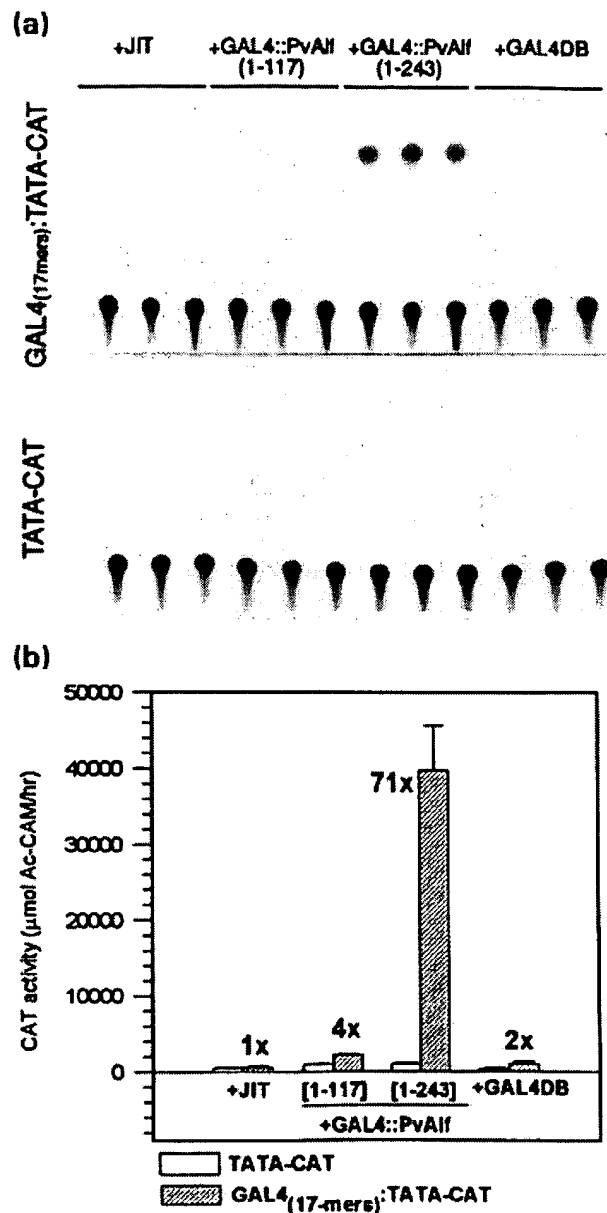 (a)
+JIT +GAL4::PvAlf +GAL4::PvAlf +GAL4DB
(1-117) (1-243)
GAL4(17mers):TATA-CAT
TATA-CAT
(b)
CAT activity (µmol Ac-CAM/hr)
50000
40000
30000
20000
10000
0
1x
4x
71x
2x
+JIT [1-117] [1-243] +GAL4DB
+GAL4::PvAlf
TATA-CAT
GAL4(17-mers):TATA-CAT